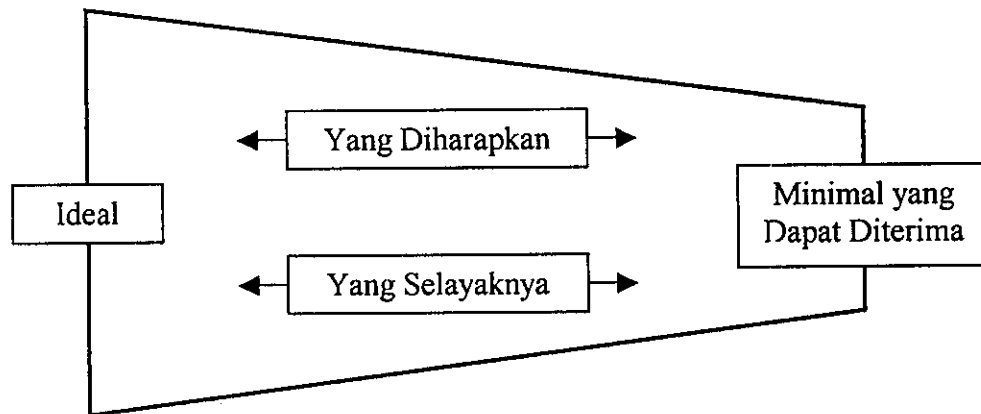 Yang Diharapkan
Ideal
Minimal yang
Dapat Diterima
Yang Selayaknya